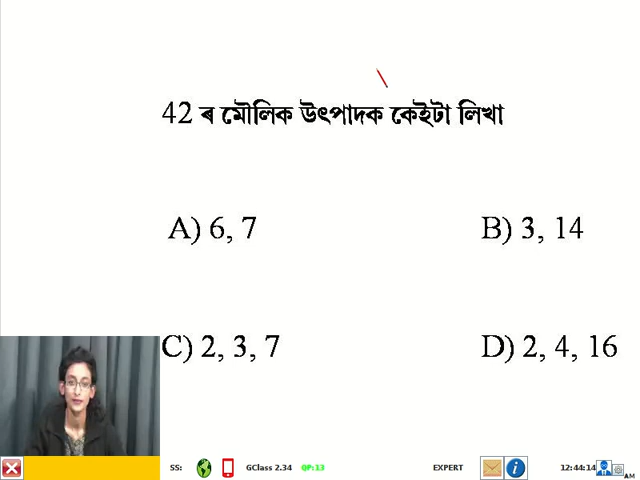 42 ৰ মৌলিক উৎপাদক কেইটা লিখা
A) 6, 7
B) 3, 14
C) 2, 3, 7
D) 2, 4, 16
SS:
GClass 2.34
QP:13
EXPERT
12:44:14
AM